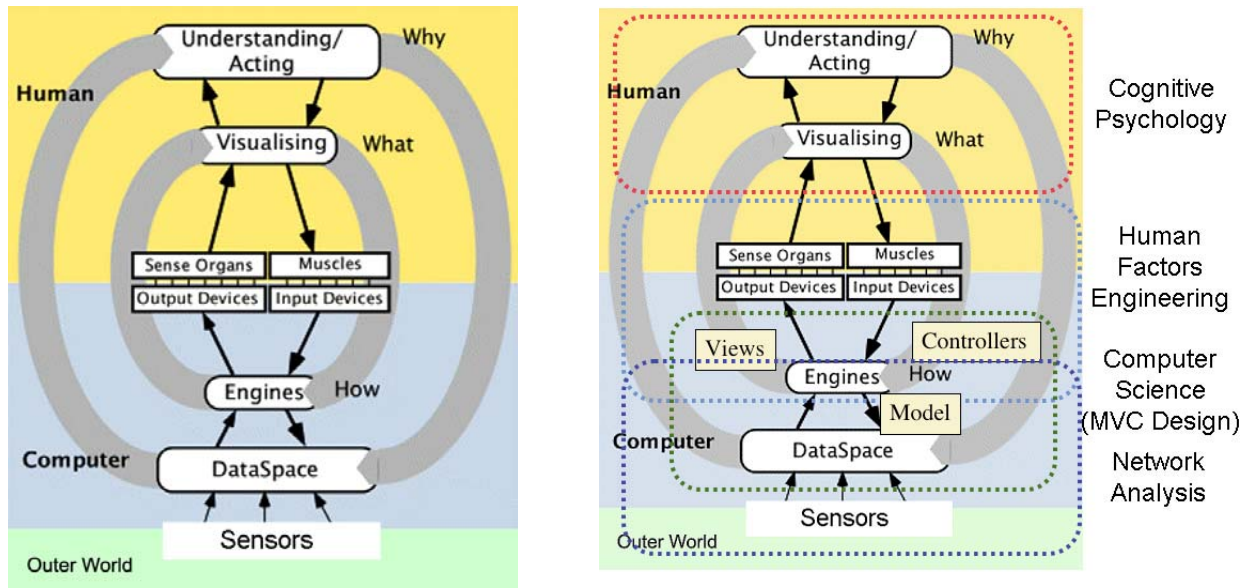 Understanding/
Acting
Why
Human
Visualising
What
Sense Organs
Muscles
Output Devices
Input Devices
Engines
How
Computer
DataSpace
Sensors
Outer World
Understanding/
Acting
Why
Human
Visualising
What
Sense Organs
Muscles
Output Devices
Input Devices
Views
Controllers
Engines
How
Model
Computer
DataSpace
Sensors
Outer World
Cognitive
Psychology
Human
Factors
Engineering
Computer
Science
(MVC Design)
Network
Analysis